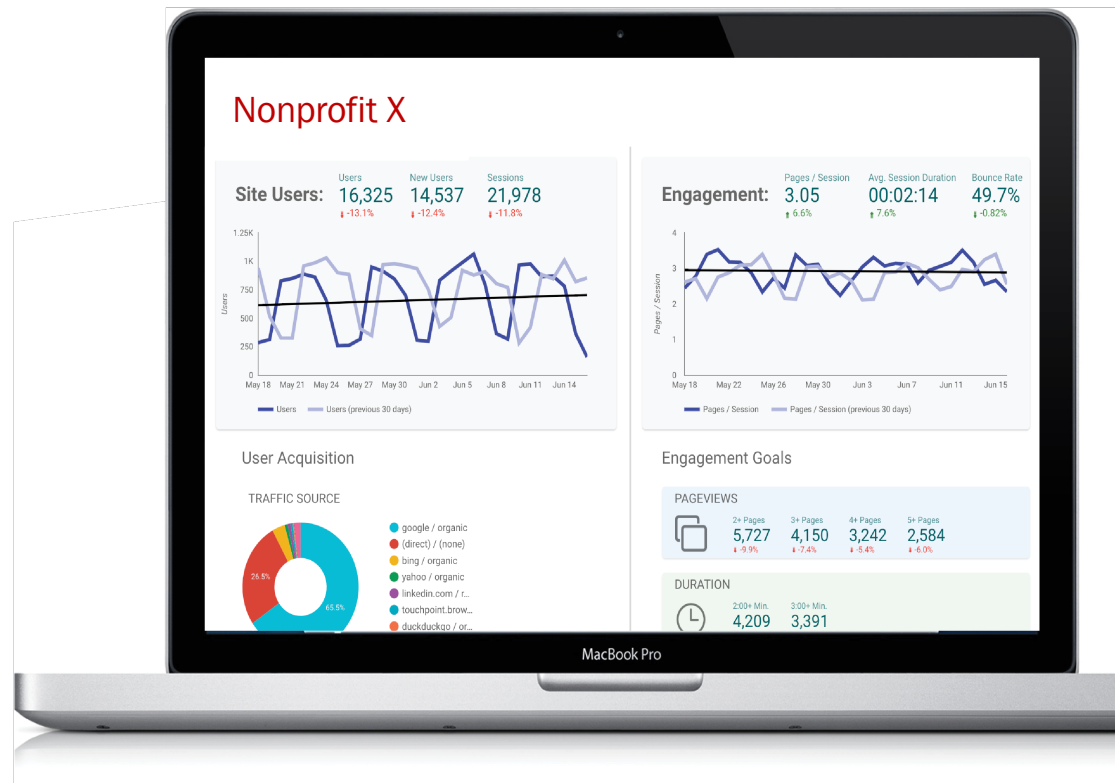 Nonprofit X
Site Users:
Users
16,325
-13.1%
New Users
14,537
-12.4%
Sessions
21,978
-11.8%
1.25K
1K
750
500
250
0
Users
May 18 May 21 May 24 May 27 May 30 Jun 2 Jun 5 Jun 8 Jun 11 Jun 14
Users Users (previous 30 days)
Engagement:
Pages / Session
3.05
6.6%
Avg. Session Duration
00:02:14
7.6%
Bounce Rate
49.7%
-0.82%
4
3
2
1
0
Pages / Session
May 18 May 22 May 26 May 30 Jun 3 Jun 7 Jun 11 Jun 15
Pages / Session Pages / Session (previous 30 days)
User Acquisition
TRAFFIC SOURCE
26.5%
65.5%
google / organic
(direct) / (none)
bing / organic
yahoo / organic
linkedin.com / r...
touchpoint.brow...
duckduckgo / or...
Engagement Goals
PAGEVIEWS
2+ Pages
5,727
-9.9%
3+ Pages
4,150
-7.4%
4+ Pages
3,242
-5.4%
5+ Pages
2,584
-6.0%
DURATION
2:00+ Min.
4,209
3:00+ Min.
3,391
MacBook Pro